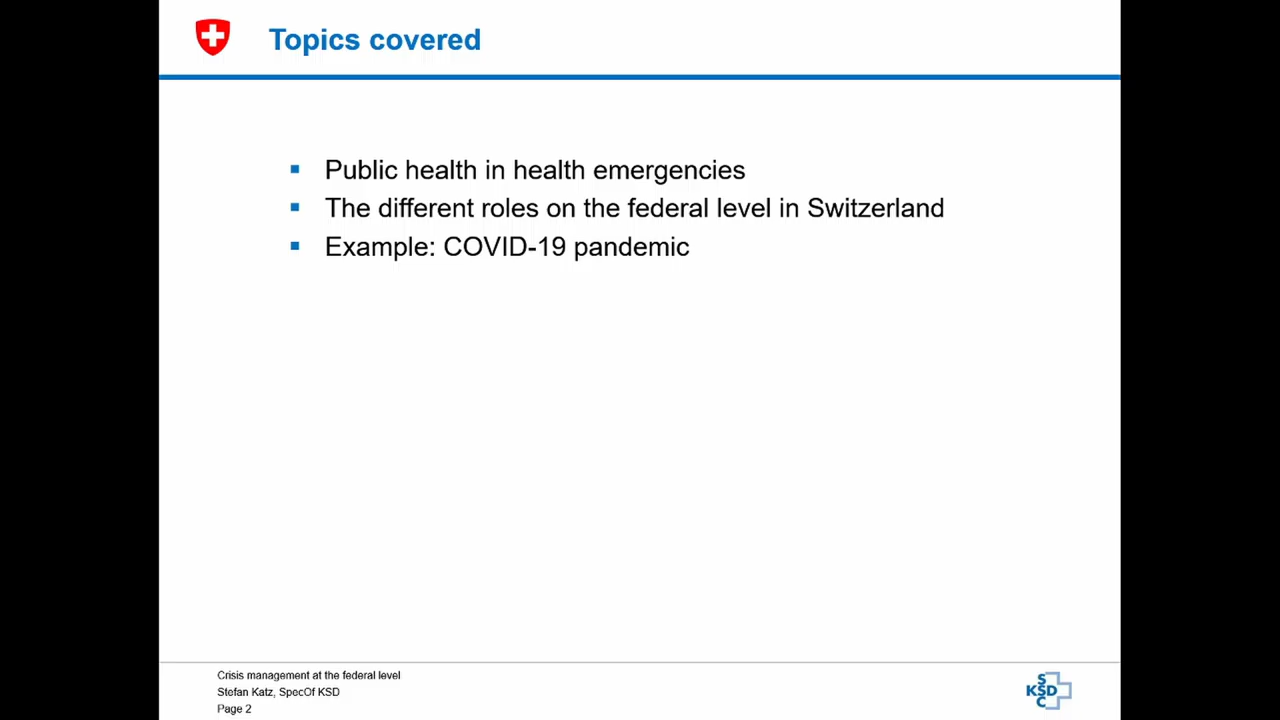 Topics covered
Public health in health emergencies
The different roles on the federal level in Switzerland
Example: COVID-19 pandemic
Crisis management at the federal level
Stefan Katz, SpecOf KSD
Page 2
S
KSD
C